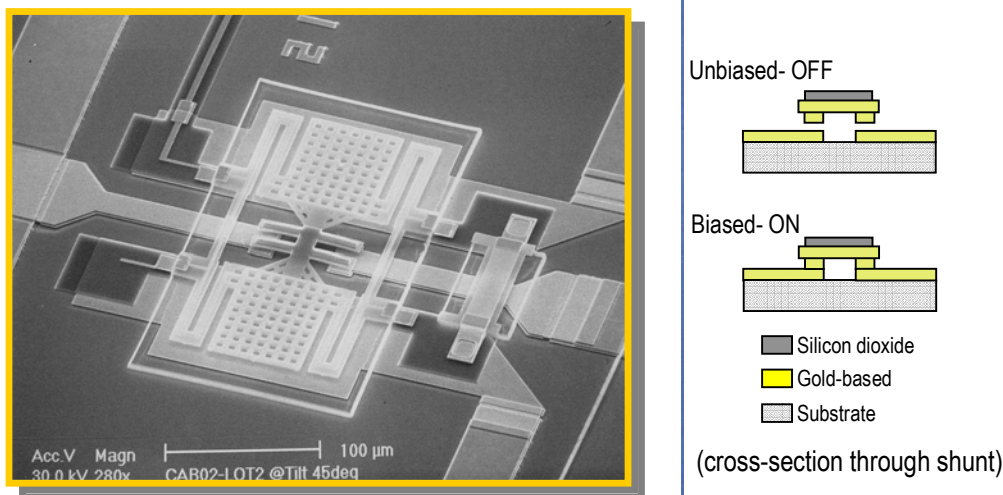 Acc.V Magn
30.0 kV 280x
100 µm
CAB02-LOT2 @Tilt 45deg
Unbiased- OFF
Biased- ON
Silicon dioxide
Gold-based
Substrate
(cross-section through shunt)